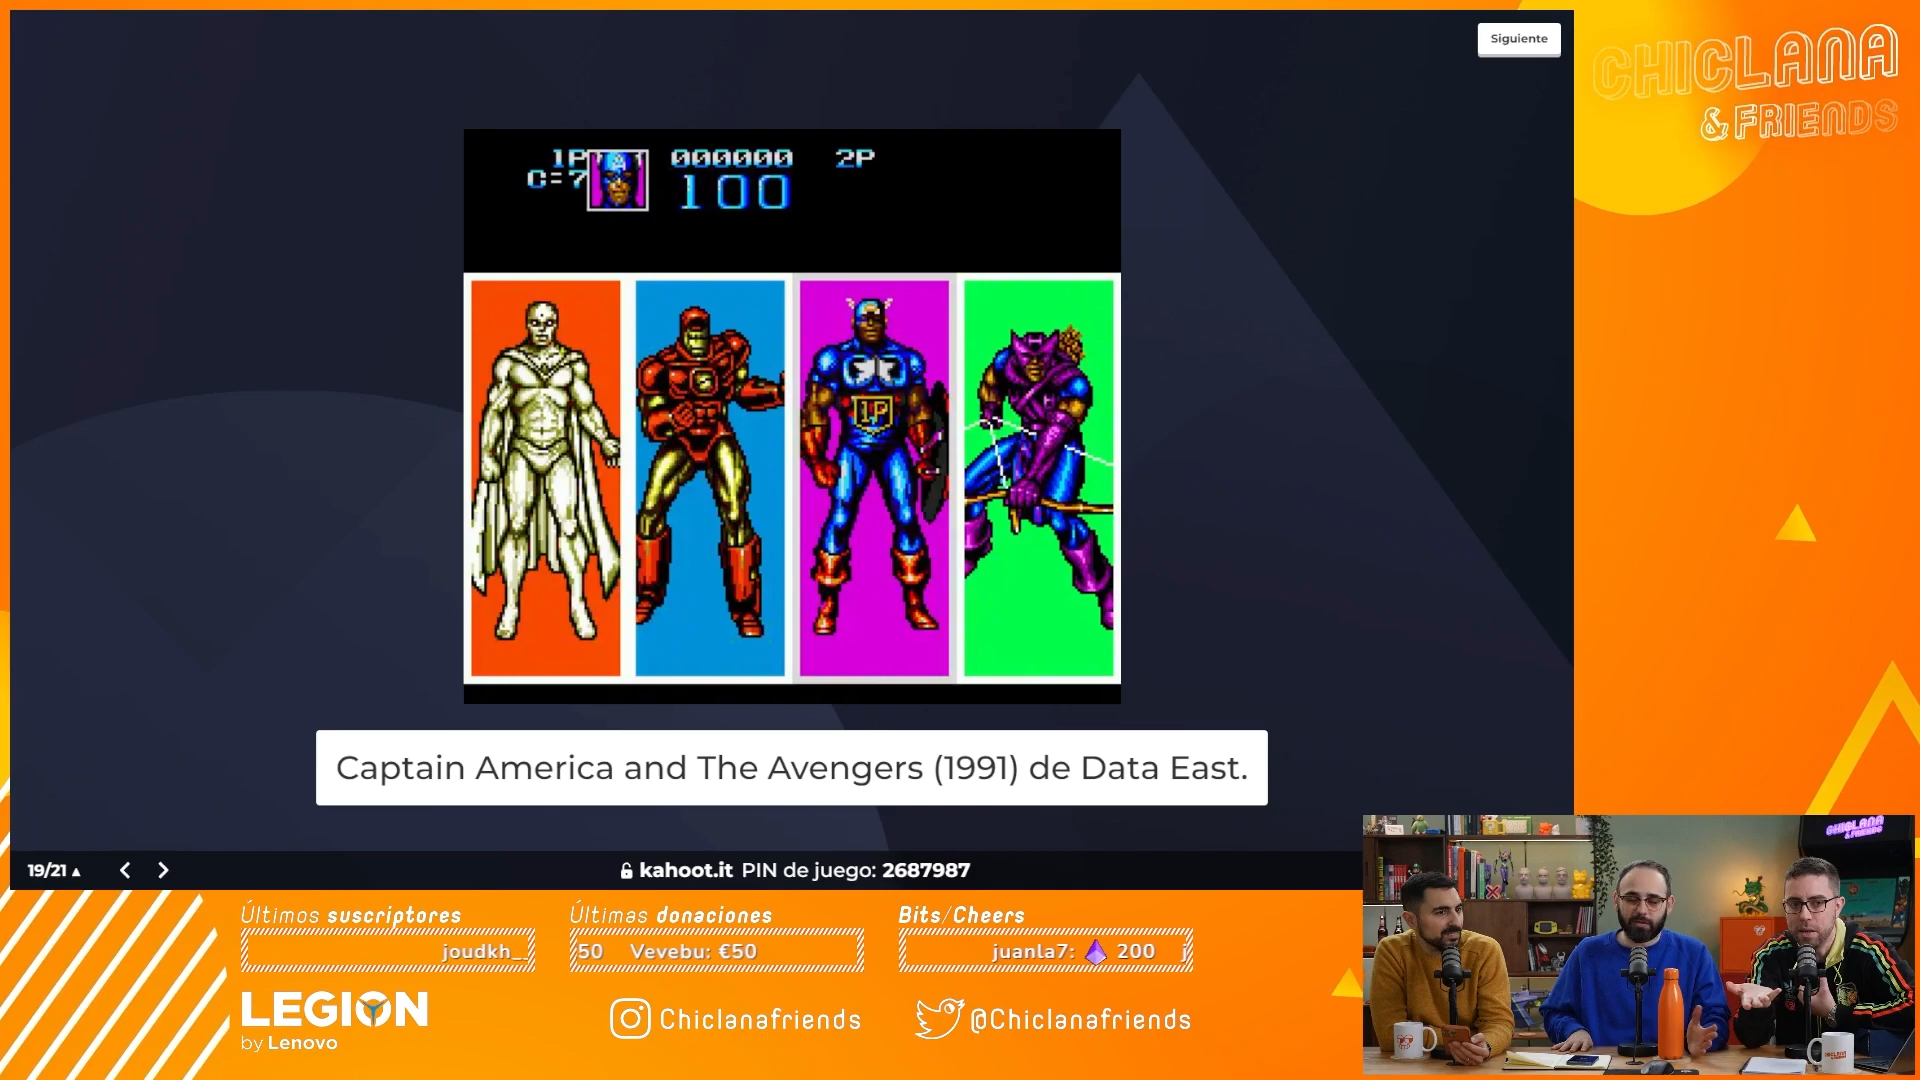 Siguiente
CHICLANA
& FRIENDS
1P
000000
2P
C=7
100
1P
Captain America and The Avengers (1991) de Data East.
19/21
kahoot.it PIN de juego: 2687987
CHICLANA
& FRIENDS
Últimos suscriptores
Últimas donaciones
Bits/Cheers
joudkh_
50 Vevebu: €50
juanla7: 200 j
LEGION
by Lenovo
Chiclanafriends
@Chiclanafriends